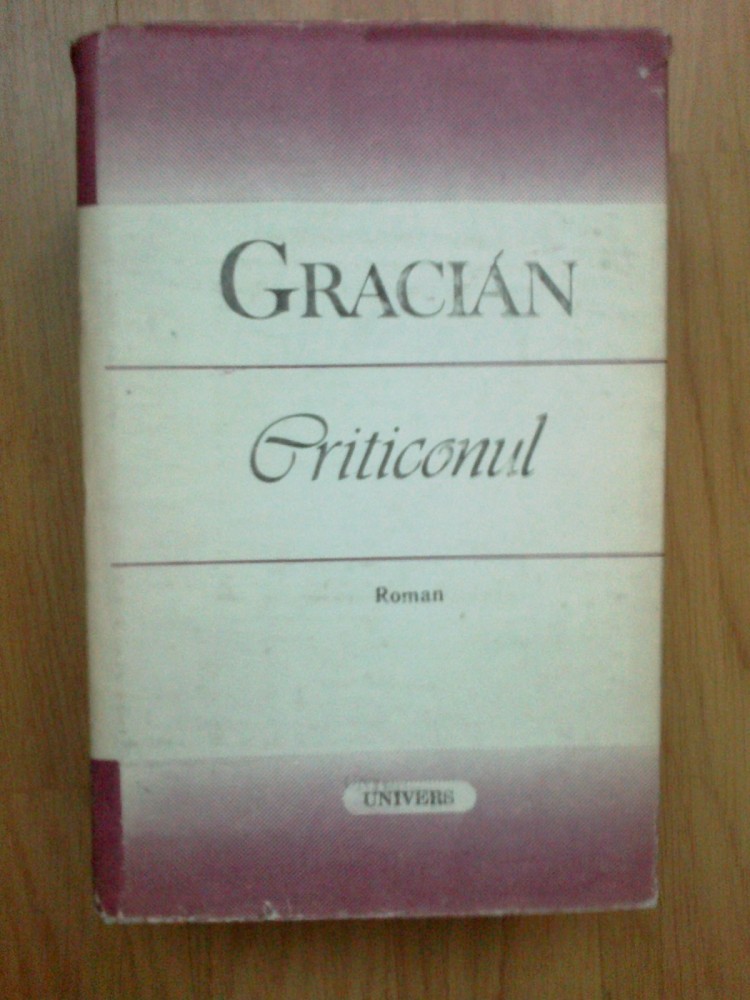 GRACIÁN
Criticonul
Roman
UNIVERS